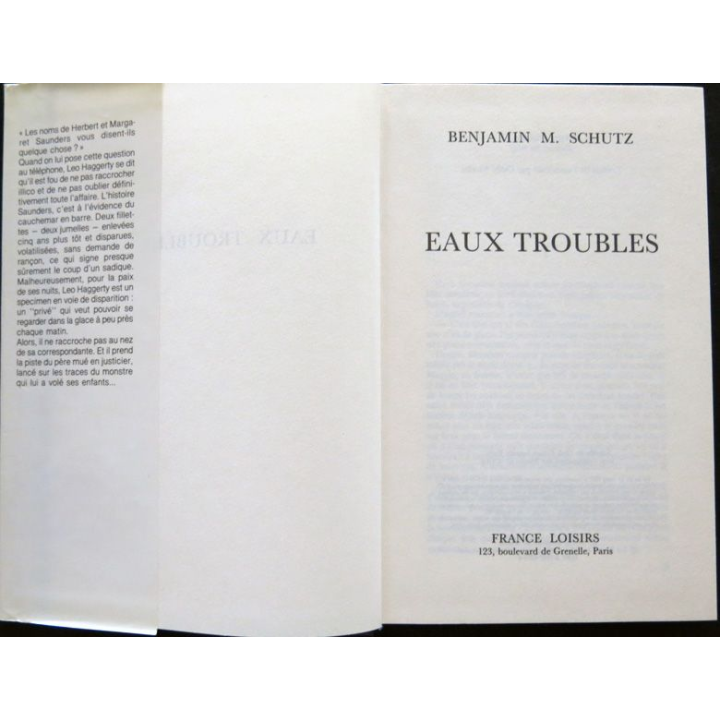 « Les noms de Herbert et Marga-
ret Saunders vous disent-ils
quelque chose ? »
Quand on lui pose cette question
au téléphone, Leo Haggerty se dit
qu'il est fou de ne pas raccrocher
illico et de ne pas oublier défini-
tivement toute l'affaire. L'histoire
Saunders, c'est à l'évidence du
cauchemar en barre. Deux fillet-
tes — deux jumelles — enlevées
cinq ans plus tôt et disparues,
volatilisées, sans demande de
rançon, ce qui signe presque
sûrement le coup d'un sadique.
Malheureusement, pour la paix
de ses nuits, Leo Haggerty est un
specimen en voie de disparition :
un "privé" qui veut pouvoir se
regarder dans la glace à peu près
chaque matin.
Alors, il ne raccroche pas au nez
de sa correspondante. Et il prend
la piste du père mué en justicier,
lancé sur les traces du monstre
qui lui a volé ses enfants...
EAUX TROUBLES
BENJAMIN M. SCHUTZ
EAUX TROUBLES
FRANCE LOISIRS
123, boulevard de Grenelle, Paris